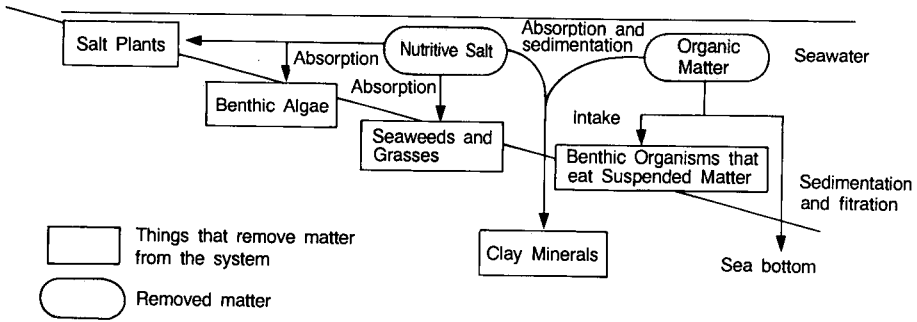 Salt Plants
Absorption
Nutritive Salt
Absorption and
sedimentation
Organic
Matter
Seawater
Benthic Algae
Absorption
Seaweeds and
Grasses
intake
Benthic Organisms that
eat Suspended Matter
Sedimentation
and fitration
Clay Minerals
Sea bottom
Things that remove matter
from the system
Removed matter